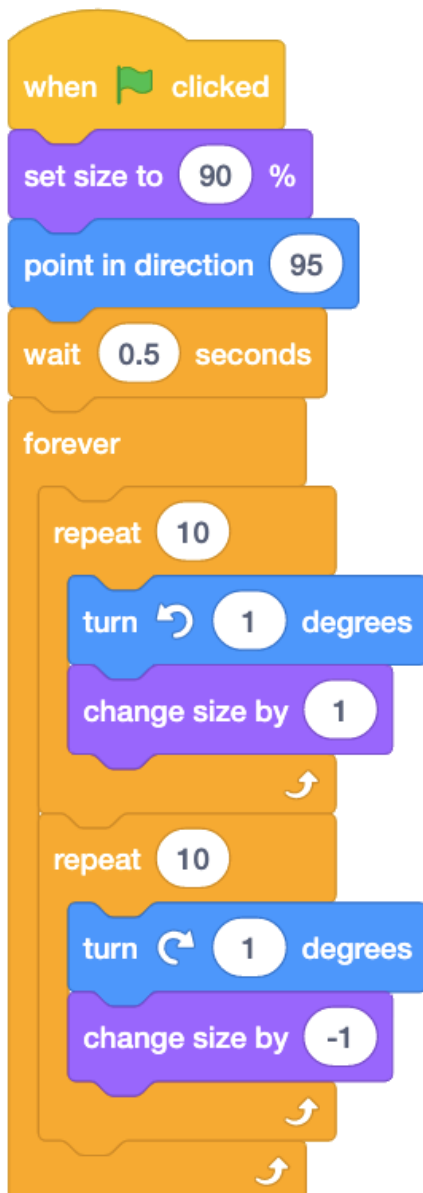 when clicked
set size to 90 %
point in direction 95
wait 0.5 seconds
forever
repeat 10
turn 1 degrees
change size by 1
repeat 10
turn 1 degrees
change size by -1